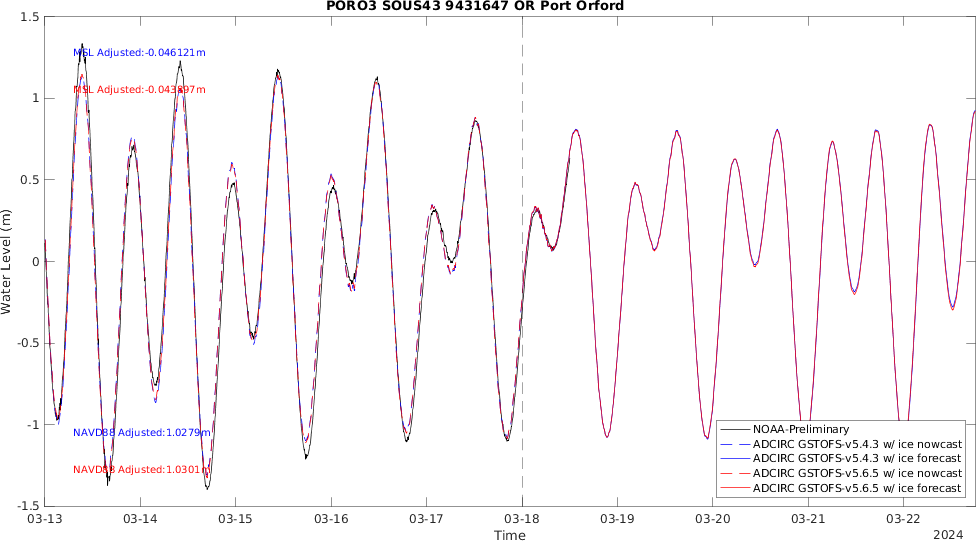 PORO3 SOUS43 9431647 OR Port Orford
1.5
1
0.5
0
-0.5
-1
-1.5
Water Level (m)
MSL Adjusted:-0.046121m
MSL Adjusted:-0.043897m
NAVD88 Adjusted:1.0279m
NAVD88 Adjusted:1.0301m
NOAA-Preliminary
ADCIRC GSTOFS-v5.4.3 w/ ice nowcast
ADCIRC GSTOFS-v5.4.3 w/ ice forecast
ADCIRC GSTOFS-v5.6.5 w/ ice nowcast
ADCIRC GSTOFS-v5.6.5 w/ ice forecast
03-13 03-14 03-15 03-16 03-17 03-18 03-19 03-20 03-21 03-22
Time
2024